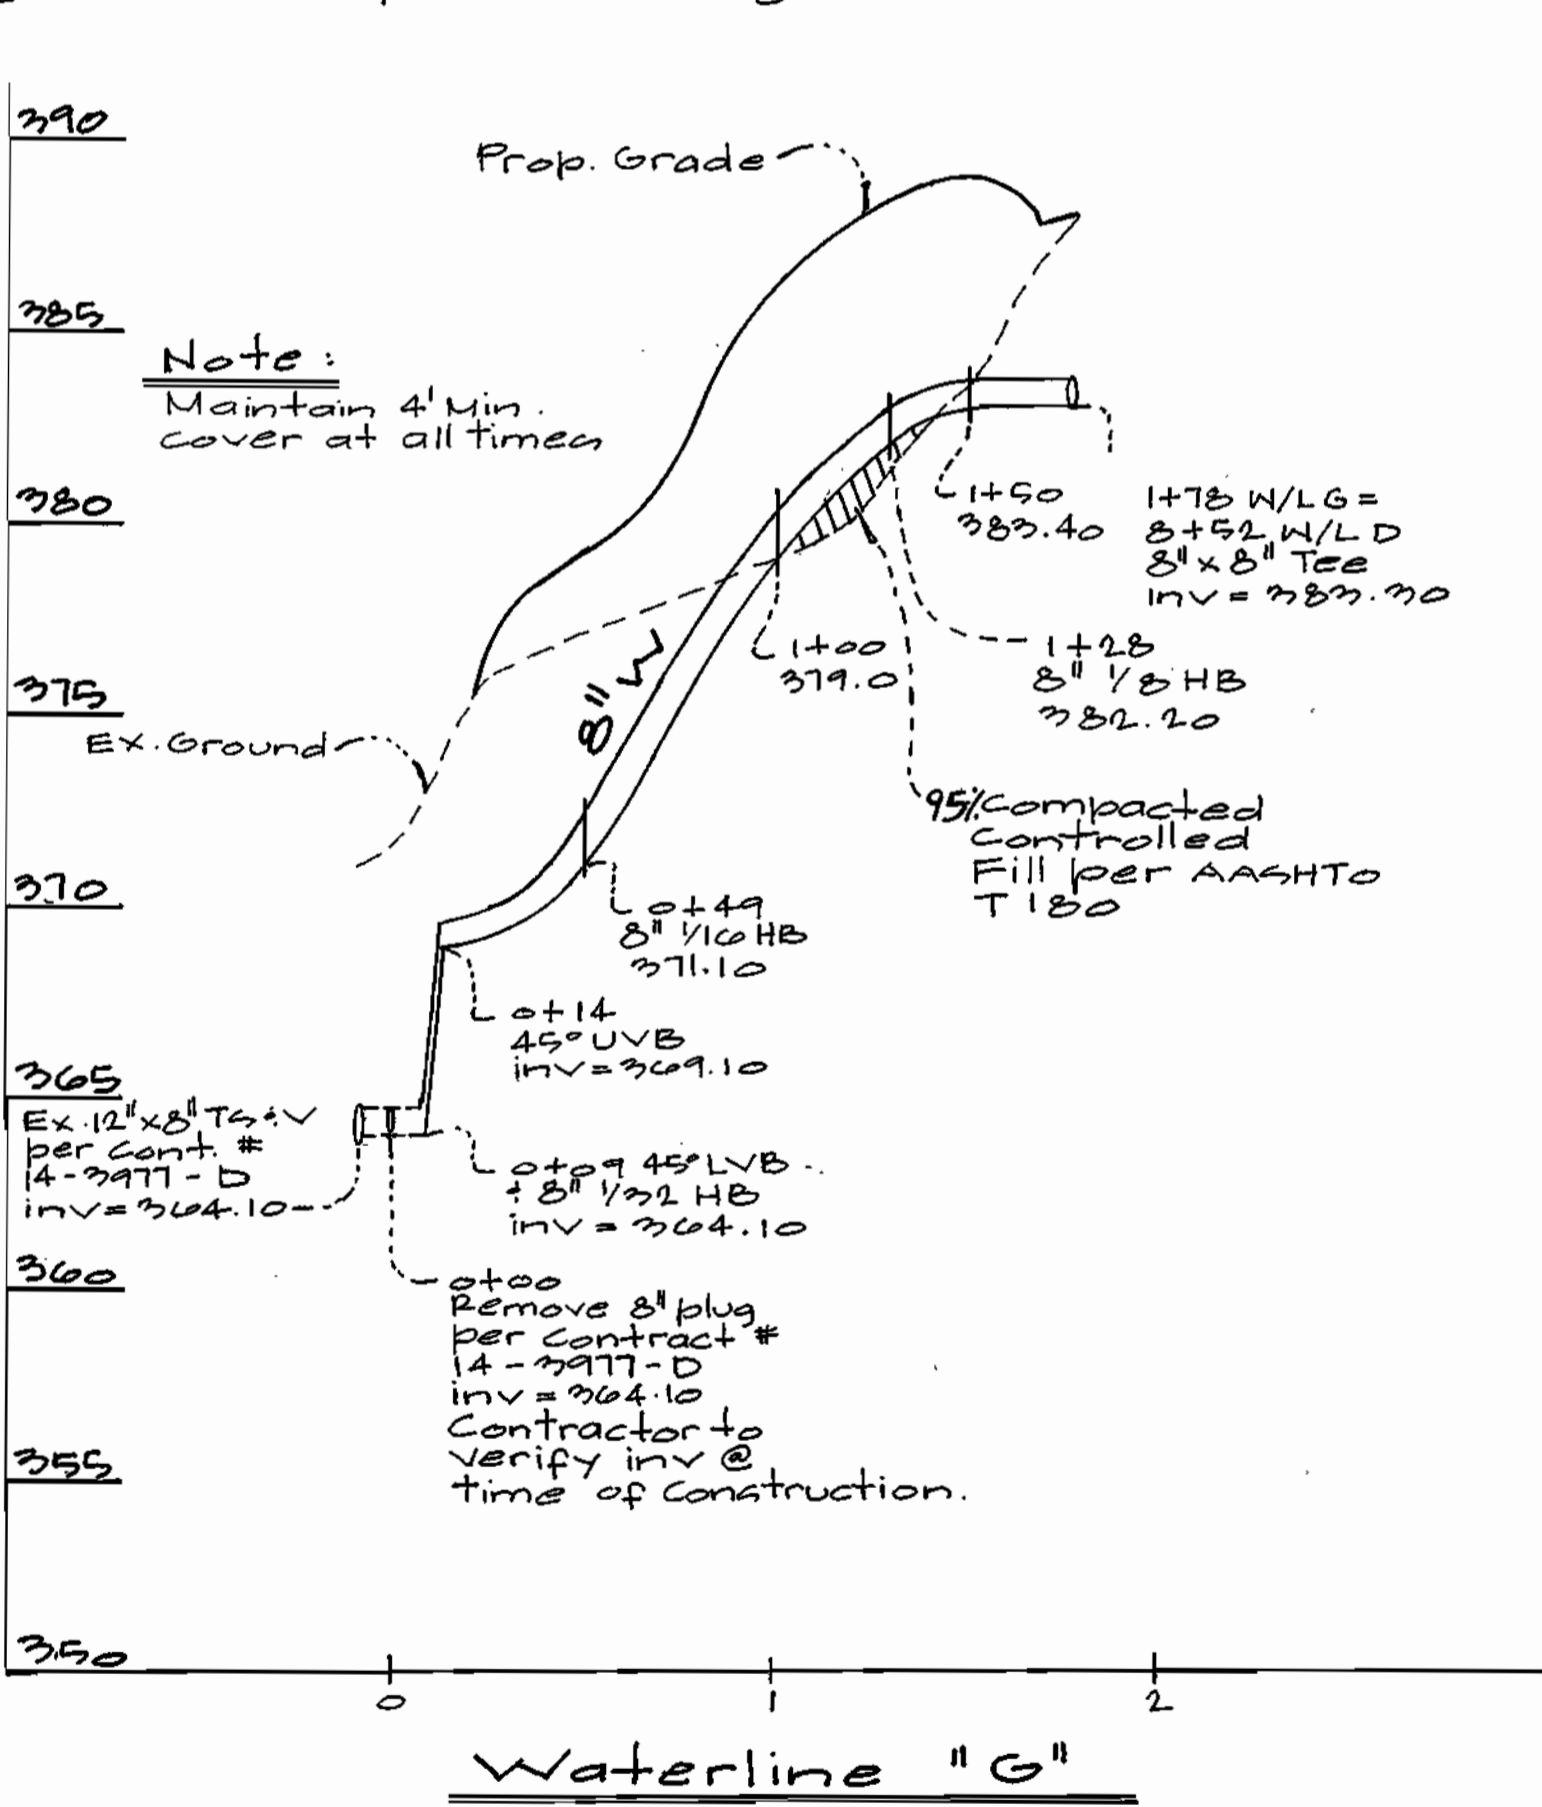 390
Prop. Grade
385
Note :
Maintain 4' Min.
cover at all times
380
1+50
383.40
1+78 W/L G =
8+52 W/L D
8" x 8" Tee
inv = 383.30
1+00
379.0
1+28
8" 1/8 HB
382.20
375
8" W
Ex. Ground
95% Compacted
Controlled
Fill per AASHTO
T 180
370
0+49
8" 1/16 HB
371.10
0+14
45° UVB
inv = 369.10
365
Ex. 12" x 8" TS & V
per Cont. #
14-3977-D
inv = 364.10
0+09 45° LVB
+ 8" 1/32 HB
inv = 364.10
360
0+00
Remove 8" plug
per Contract #
14-3977-D
inv = 364.10
Contractor to
verify inv @
time of Construction.
355
350
0 1 2
Waterline "G"